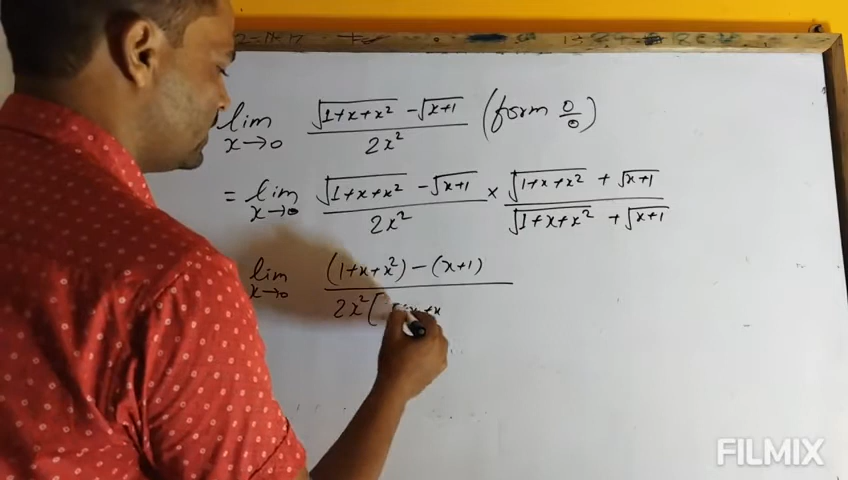 lim x→0 (√(1+x+x²) - √(x+1)) / 2x² (form 0/0)
= lim x→0 (√(1+x+x²) - √(x+1)) / 2x² × (√(1+x+x²) + √(x+1)) / (√(1+x+x²) + √(x+1))
lim x→0 ((1+x+x²) - (x+1)) / 2x²(
FILMIX